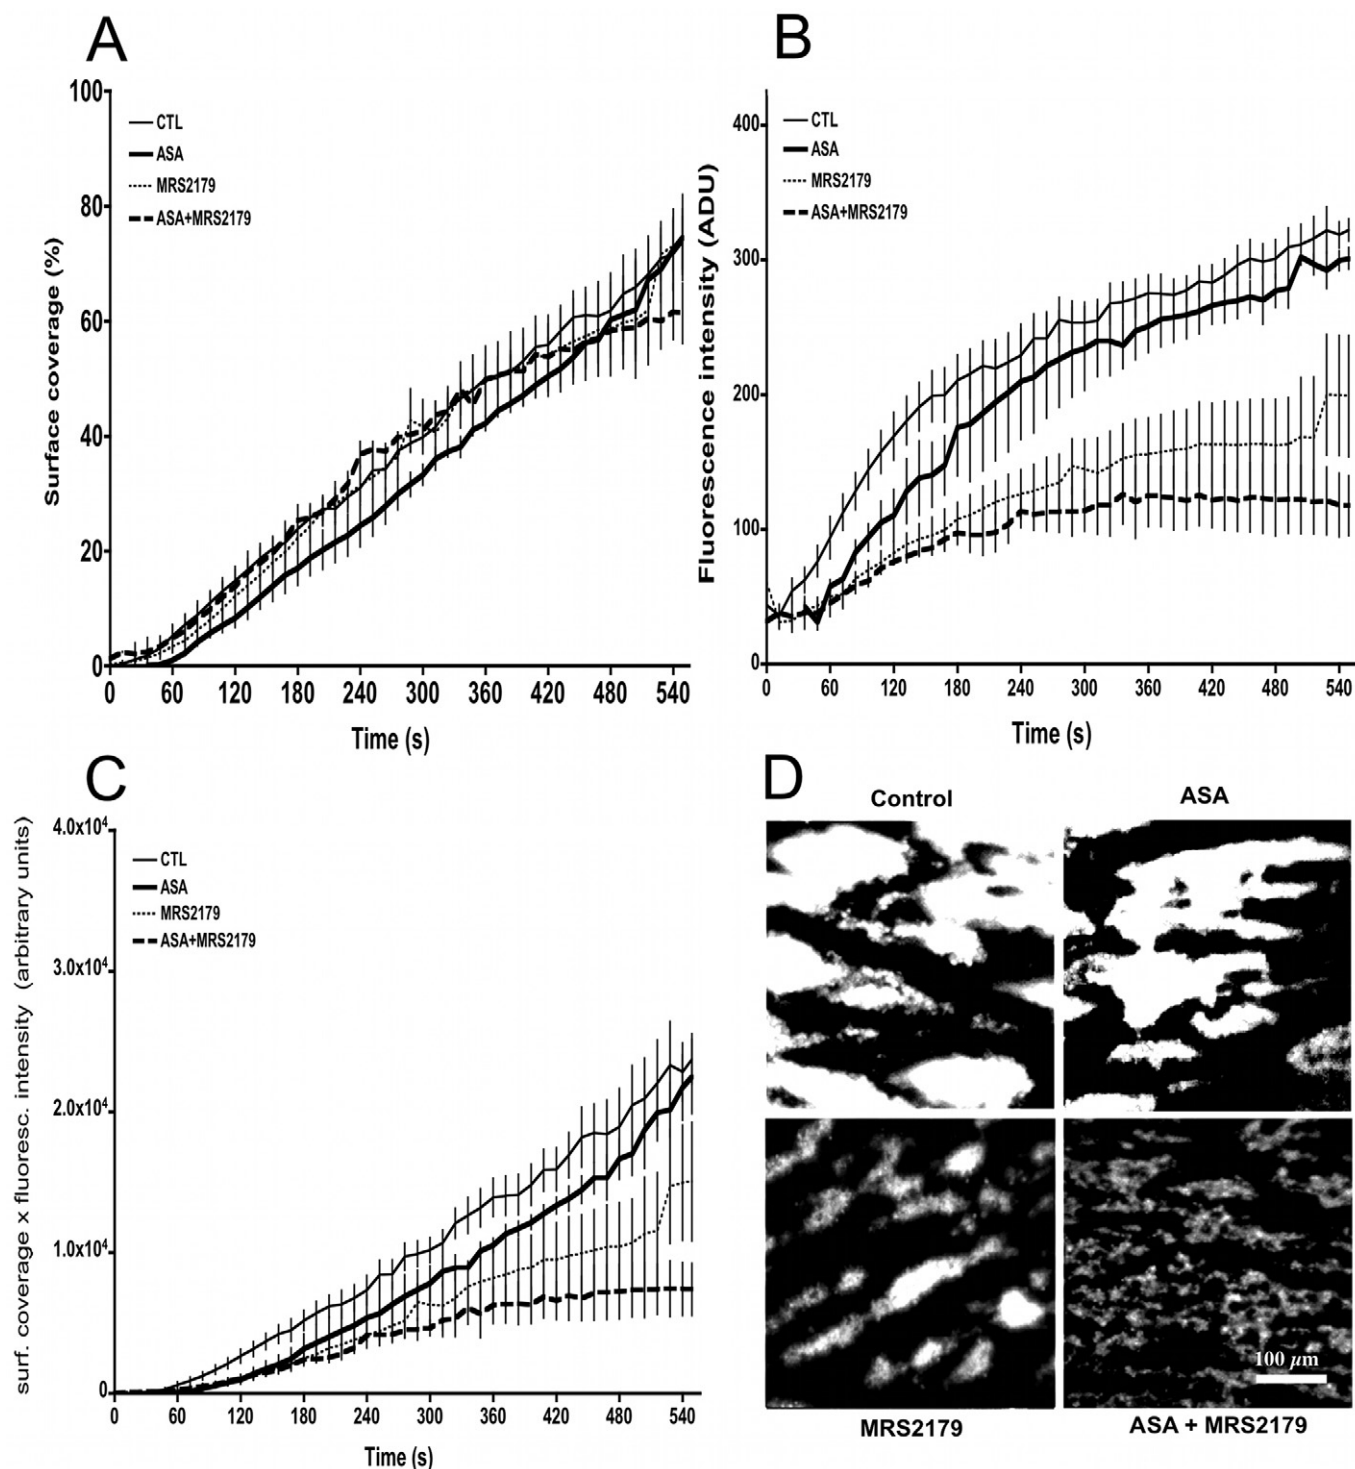 A
Surface coverage (%)
100
80
60
40
20
0
CTL
ASA
MRS2179
ASA+MRS2179
0 60 120 180 240 300 360 420 480 540
Time (s)
B
Fluorescence intensity (ADU)
400
300
200
100
0
CTL
ASA
MRS2179
ASA+MRS2179
0 60 120 180 240 300 360 420 480 540
Time (s)
C
surf. coverage x fluoresc. intensity (arbitrary units)
4.0x10⁴
3.0x10⁴
2.0x10⁴
1.0x10⁴
0
CTL
ASA
MRS2179
ASA+MRS2179
0 60 120 180 240 300 360 420 480 540
Time (s)
D
Control ASA
100 µm
MRS2179 ASA + MRS2179